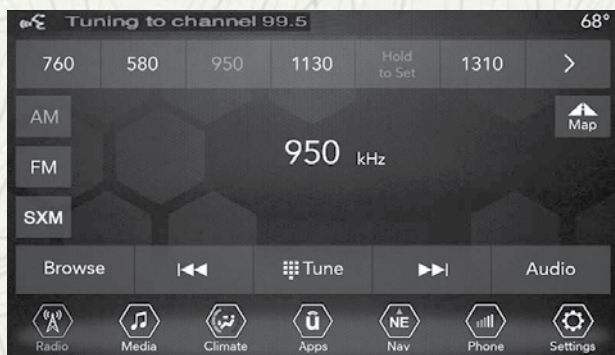 Tuning to channel 99.5 68°
760 580 950 1130 Hold to Set 1310 >
AM
Map
950 kHz
FM
SXM
Browse Tune Audio
û NE
Radio Media Climate Apps Nav Phone Settings